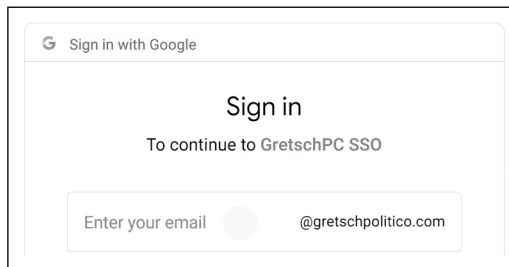 Sign in with Google
Sign in
To continue to GretschPC SSO
Enter your email @gretschpolitico.com